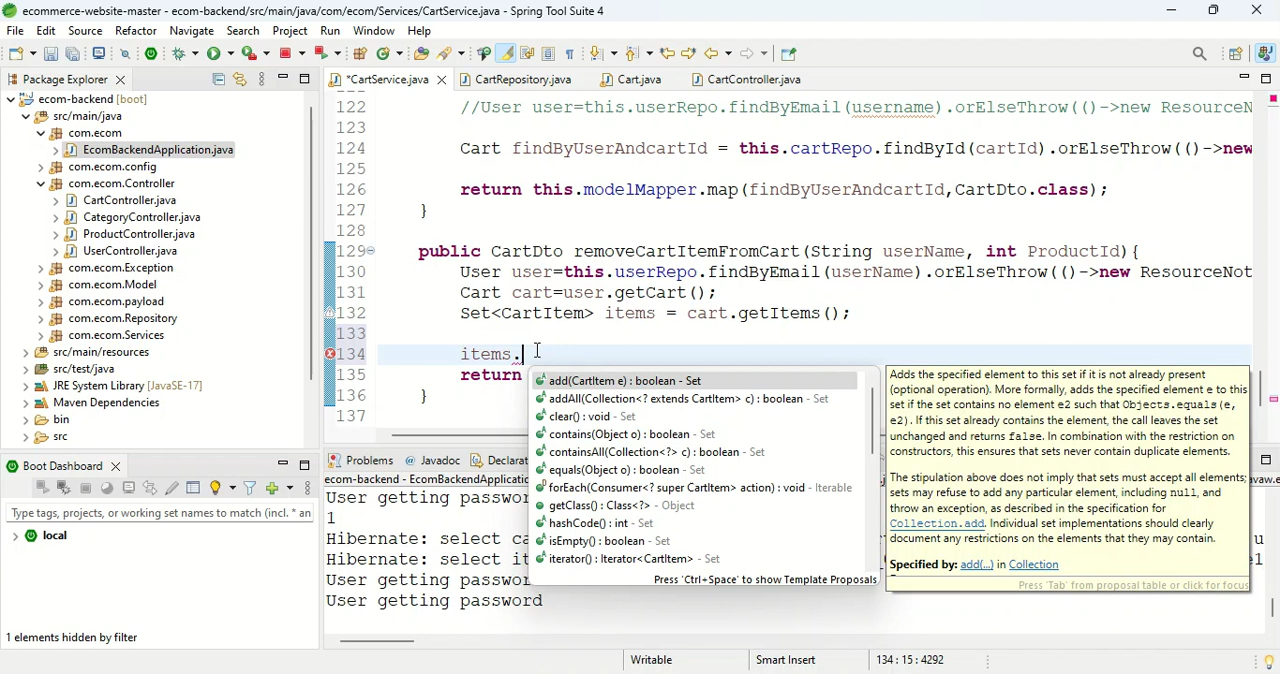 ecommerce-website-master - ecom-backend/src/main/java/com/ecom/Services/CartService.java - Spring Tool Suite 4
File Edit Source Refactor Navigate Search Project Run Window Help
Package Explorer
*CartService.java CartRepository.java Cart.java CartController.java
ecom-backend [boot]
src/main/java
com.ecom
EcomBackendApplication.java
com.ecom.config
com.ecom.Controller
CartController.java
CategoryController.java
ProductController.java
UserController.java
com.ecom.Exception
com.ecom.Model
com.ecom.payload
com.ecom.Repository
com.ecom.Services
src/main/resources
src/test/java
JRE System Library [JavaSE-17]
Maven Dependencies
bin
src
122 //User user=this.userRepo.findByEmail(username).orElseThrow(()->new ResourceN
123
124 Cart findByUserAndcartId = this.cartRepo.findById(cartId).orElseThrow(()->new
125
126 return this.modelMapper.map(findByUserAndcartId,CartDto.class);
127 }
128
129 public CartDto removeCartItemFromCart(String userName, int ProductId){
130 User user=this.userRepo.findByEmail(userName).orElseThrow(()->new ResourceNot
131 Cart cart=user.getCart();
132 Set<CartItem> items = cart.getItems();
133
134 items.
135 return
136 }
137
add(CartItem e) : boolean - Set
addAll(Collection<? extends CartItem> c) : boolean - Set
clear() : void - Set
contains(Object o) : boolean - Set
containsAll(Collection<?> c) : boolean - Set
equals(Object o) : boolean - Set
forEach(Consumer<? super CartItem> action) : void - Iterable
getClass() : Class<?> - Object
hashCode() : int - Set
isEmpty() : boolean - Set
iterator() : Iterator<CartItem> - Set
Press 'Ctrl+Space' to show Template Proposals
Adds the specified element to this set if it is not already present
(optional operation). More formally, adds the specified element e to this
set if the set contains no element e2 such that Objects.equals(e,
e2). If this set already contains the element, the call leaves the set
unchanged and returns false. In combination with the restriction on
constructors, this ensures that sets never contain duplicate elements.
The stipulation above does not imply that sets must accept all elements;
sets may refuse to add any particular element, including null, and
throw an exception, as described in the specification for
Collection.add. Individual set implementations should clearly
document any restrictions on the elements that they may contain.
Specified by: add(...) in Collection
Press 'Tab' from proposal table or click for focus
Boot Dashboard
Type tags, projects, or working set names to match (incl. * an
local
1 elements hidden by filter
Problems Javadoc Declarat
ecom-backend - EcomBackendApplicatio
User getting passwor
1
Hibernate: select ca
Hibernate: select it
User getting passwor
User getting password
Writable Smart Insert 134 : 15 : 4292